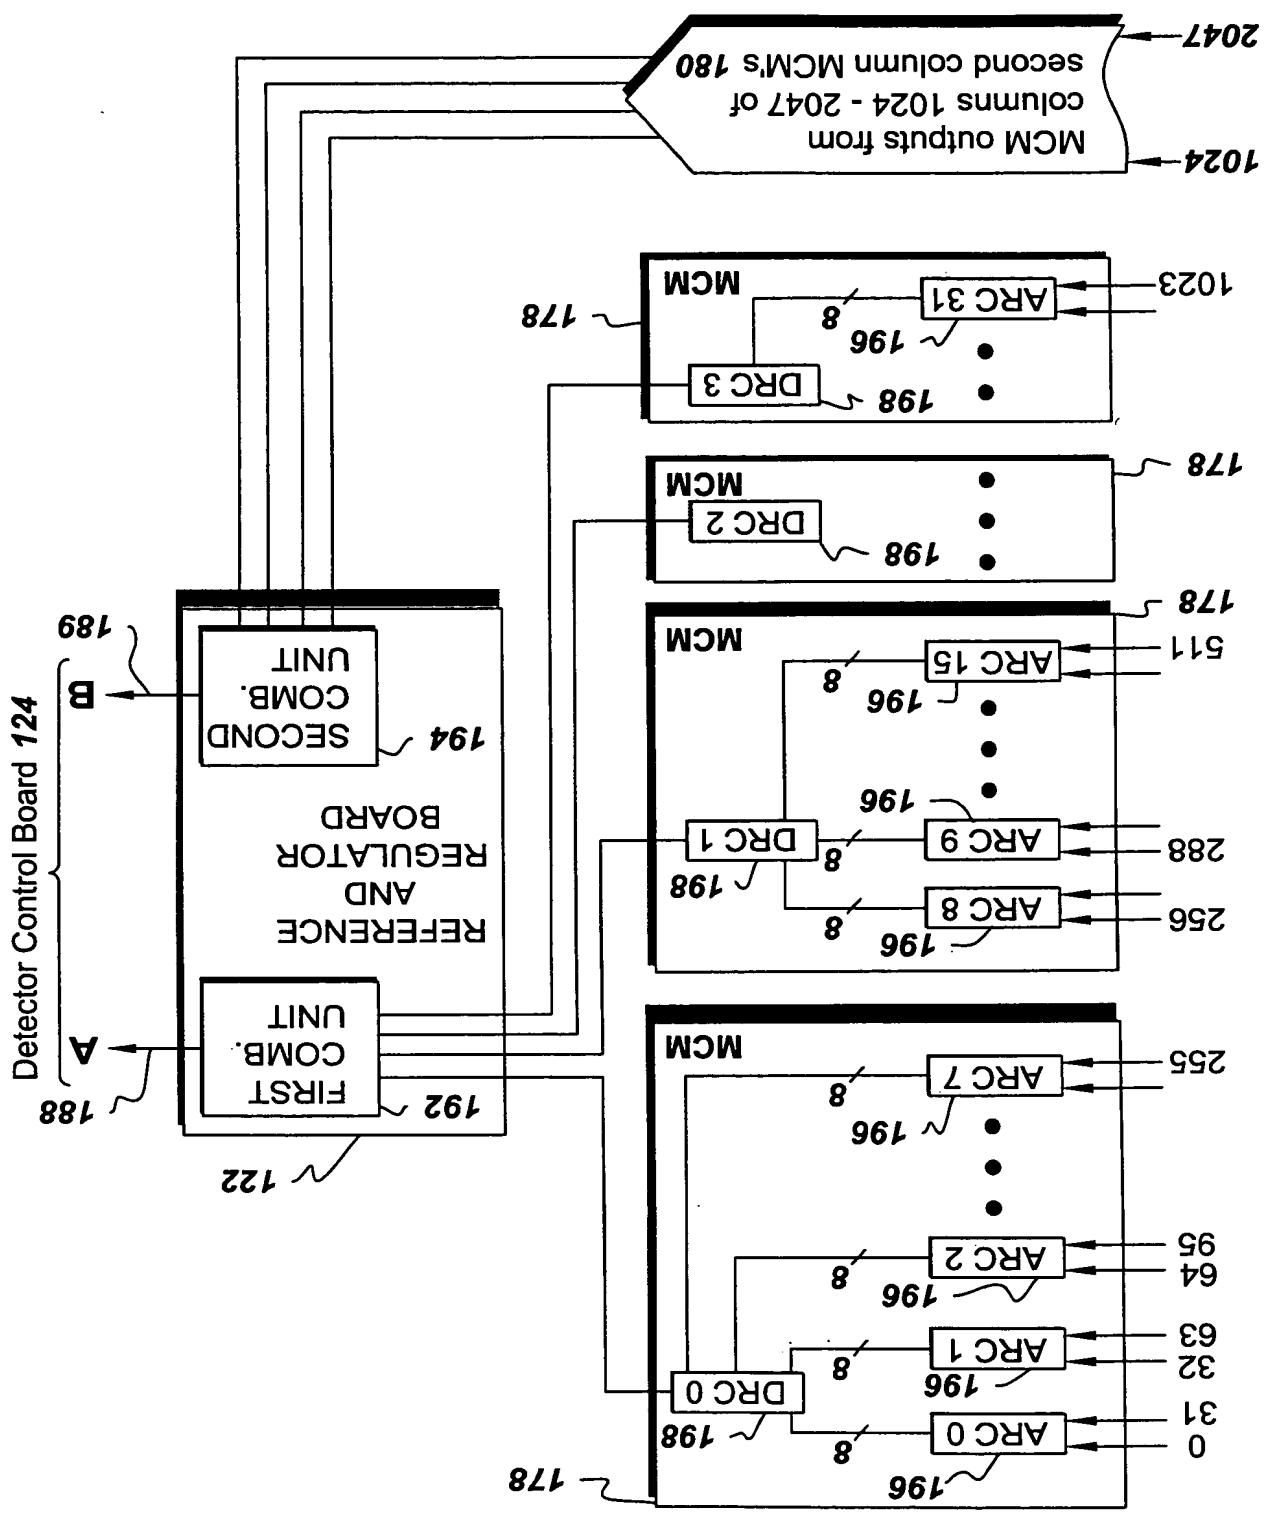 0
31
196
ARC 0
8
198
DRC 0
178
32
63
196
ARC 1
8
64
95
196
ARC 2
8
255
196
ARC 7
8
MCM
256
196
ARC 8
8
288
ARC 9
196
8
198
DRC 1
511
196
ARC 15
8
MCM
178
198
DRC 2
MCM
178
198
DRC 3
196
ARC 31
8
1023
MCM
178
1024
MCM outputs from
columns 1024 - 2047 of
second column MCM's 180
2047
122
FIRST
COMB.
UNIT
192
REFERENCE
AND
REGULATOR
BOARD
SECOND
COMB.
UNIT
194
188
A
B
189
Detector Control Board 124